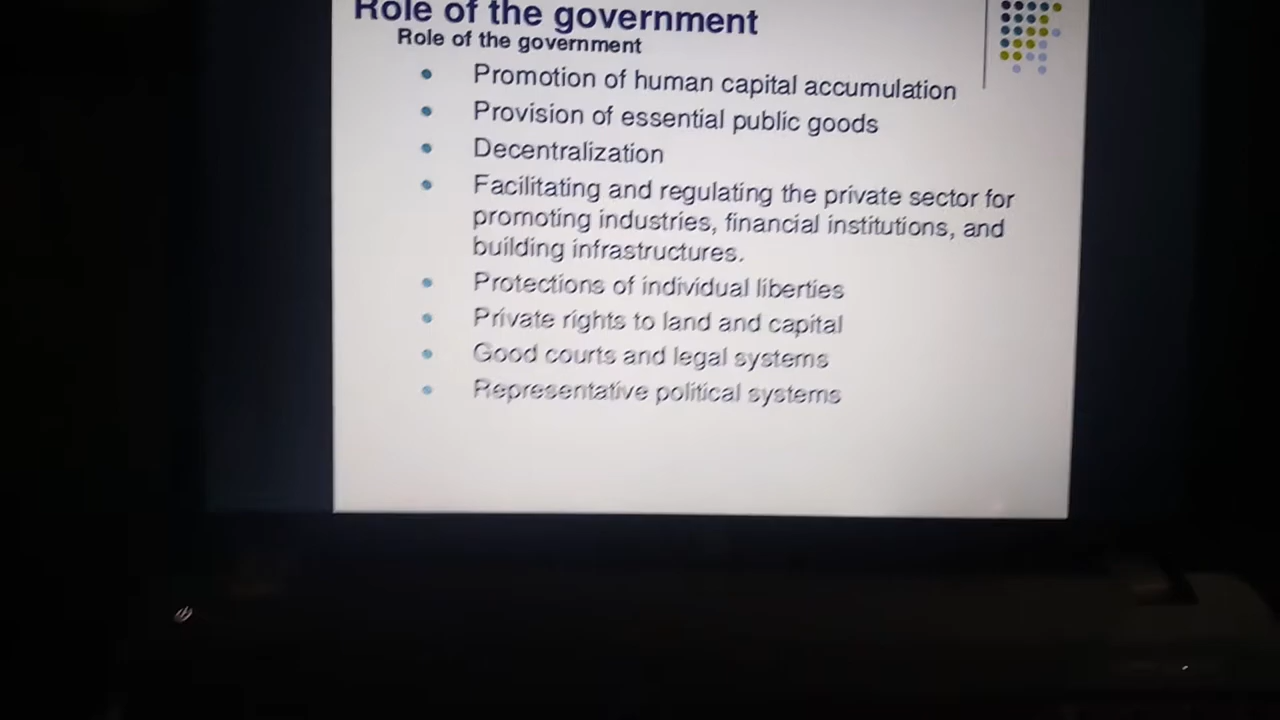 Role of the government
Role of the government
• Promotion of human capital accumulation
• Provision of essential public goods
• Decentralization
• Facilitating and regulating the private sector for
promoting industries, financial institutions, and
building infrastructures.
• Protections of individual liberties
• Private rights to land and capital
• Good courts and legal systems
• Representative political systems